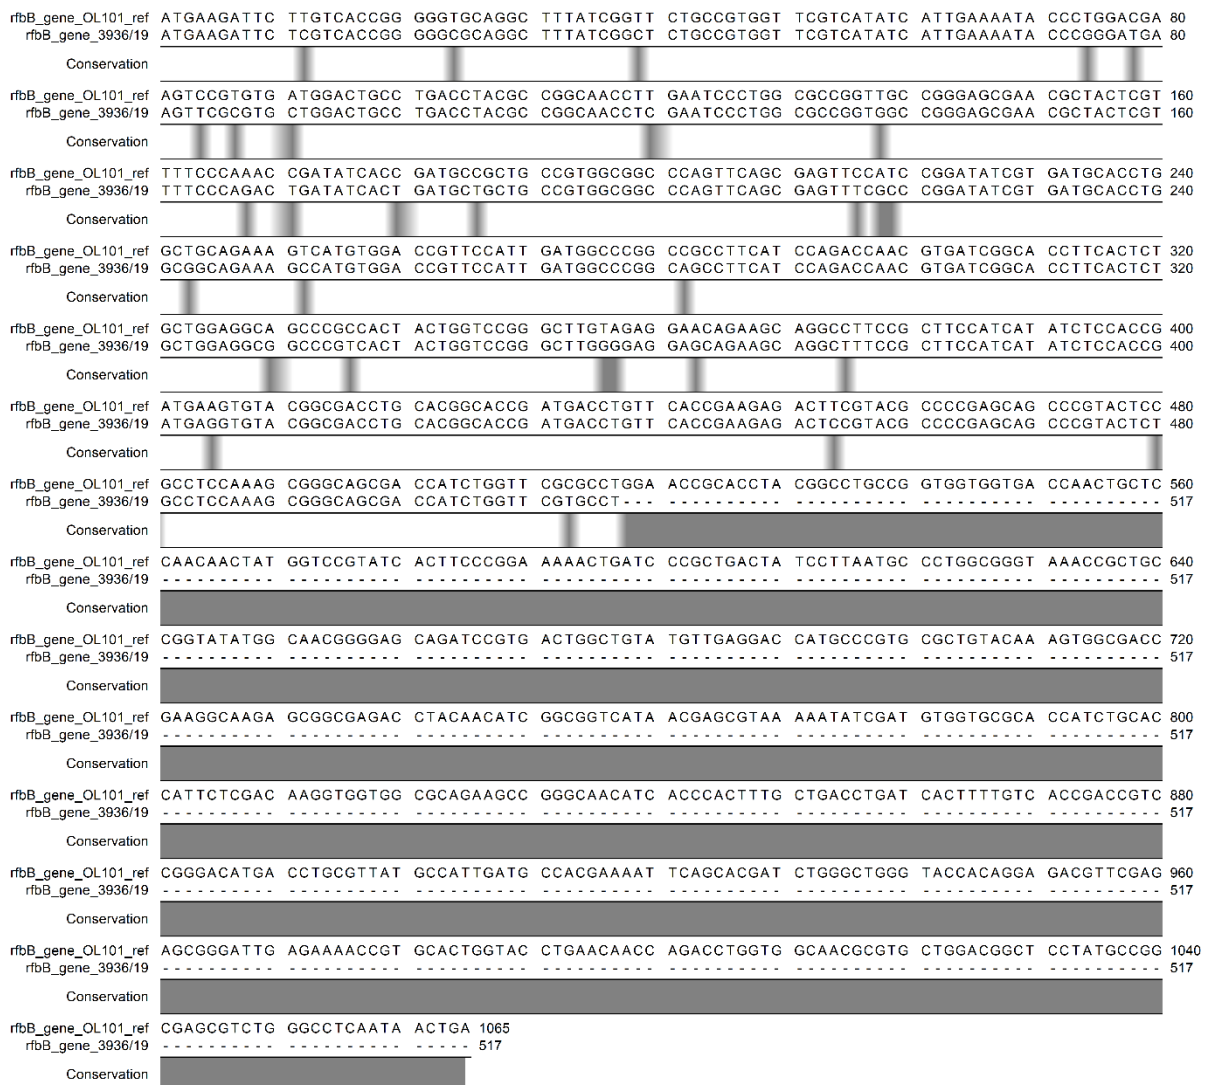 rfbB_gene_OL101_ref ATGAAGATTC TTGTCACCGG GGGTGCAGGC TTTATCGGTT CTGCCGTGGT TCGTCATATC ATTGAAAATA CCCTGGACGA 80
rfbB_gene_3936/19 ATGAAGATTC TCGTCACCGG GGGCGCAGGC TTTATCGGCT CTGCCGTGGT TCGTCATATC ATTGAAAATA CCCGGGATGA 80
Conservation
rfbB_gene_OL101_ref AGTCCGTGTG ATGGACTGCC TGACCTACGC CGGCAACCTT GAATCCCTGG CGCCGGTTGC CGGGAGCGAA CGCTACTCGT 160
rfbB_gene_3936/19 AGTTCGCGTG CTGGACTGCC TGACCTACGC CGGCAACCTC GAATCCCTGG CGCCGGTGGC CGGGAGCGAA CGCTACTCGT 160
Conservation
rfbB_gene_OL101_ref TTTCCCAAAC CGATATCACC GATGCCGCTG CCGTGGCGGC CCAGTTCAGC GAGTTCCATC CGGATATCGT GATGCACCTG 240
rfbB_gene_3936/19 TTTCCCAGAC TGATATCACT GATGCTGCTG CCGTGGCGGC CCAGTTCAGC GAGTTTCGCC CGGATATCGT GATGCACCTG 240
Conservation
rfbB_gene_OL101_ref GCTGCAGAAA GTCATGTGGA CCGTTCCATT GATGGCCCGG CCGCCTTCAT CCAGACCAAC GTGATCGGCA CCTTCACTCT 320
rfbB_gene_3936/19 GCGGCAGAAA GCCATGTGGA CCGTTCCATT GATGGCCCGG CAGCCTTCAT CCAGACCAAC GTGATCGGCA CCTTCACTCT 320
Conservation
rfbB_gene_OL101_ref GCTGGAGGCA GCCCGCCACT ACTGGTCCGG GCTTGTAGAG GAACAGAAGC AGGCCTTCCG CTTCCATCAT ATCTCCACCG 400
rfbB_gene_3936/19 GCTGGAGGCG GCCCGTCACT ACTGGTCCGG GCTTGGGGAG GAGCAGAAGC AGGCTTTCCG CTTCCATCAT ATCTCCACCG 400
Conservation
rfbB_gene_OL101_ref ATGAAGTGTA CGGCGACCTG CACGGCACCG ATGACCTGTT CACCGAAGAG ACTTCGTACG CCCCGAGCAG CCCGTACTCC 480
rfbB_gene_3936/19 ATGAGGTGTA CGGCGACCTG CACGGCACCG ATGACCTGTT CACCGAAGAG ACTCCGTACG CCCCGAGCAG CCCGTACTCT 480
Conservation
rfbB_gene_OL101_ref GCCTCCAAAG CGGGCAGCGA CCATCTGGTT CGCGCCTGGA ACCGCACCTA CGGCCTGCCG GTGGTGGTGA CCAACTGCTC 560
rfbB_gene_3936/19 GCCTCCAAAG CGGGCAGCGA CCATCTGGTT CGTGCCT--- ---------- ---------- ---------- ---------- 517
Conservation
rfbB_gene_OL101_ref CAACAACTAT GGTCCGTATC ACTTCCCGGA AAAACTGATC CCGCTGACTA TCCTTAATGC CCTGGCGGGT AAACCGCTGC 640
rfbB_gene_3936/19 ---------- ---------- ---------- ---------- ---------- ---------- ---------- ---------- 517
Conservation
rfbB_gene_OL101_ref CGGTATATGG CAACGGGGAG CAGATCCGTG ACTGGCTGTA TGTTGAGGAC CATGCCCGTG CGCTGTACAA AGTGGCGACC 720
rfbB_gene_3936/19 ---------- ---------- ---------- ---------- ---------- ---------- ---------- ---------- 517
Conservation
rfbB_gene_OL101_ref GAAGGCAAGA GCGGCGAGAC CTACAACATC GGCGGTCATA ACGAGCGTAA AAATATCGAT GTGGTGCGCA CCATCTGCAC 800
rfbB_gene_3936/19 ---------- ---------- ---------- ---------- ---------- ---------- ---------- ---------- 517
Conservation
rfbB_gene_OL101_ref CATTCTCGAC AAGGTGGTGG CGCAGAAGCC GGGCAACATC ACCCACTTTG CTGACCTGAT CACTTTTGTC ACCGACCGTC 880
rfbB_gene_3936/19 ---------- ---------- ---------- ---------- ---------- ---------- ---------- ---------- 517
Conservation
rfbB_gene_OL101_ref CGGGACATGA CCTGCGTTAT GCCATTGATG CCACGAAAAT TCAGCACGAT CTGGGCTGGG TACCACAGGA GACGTTCGAG 960
rfbB_gene_3936/19 ---------- ---------- ---------- ---------- ---------- ---------- ---------- ---------- 517
Conservation
rfbB_gene_OL101_ref AGCGGGATTG AGAAAACCGT GCACTGGTAC CTGAACAACC AGACCTGGTG GCAACGCGTG CTGGACGGCT CCTATGCCGG 1040
rfbB_gene_3936/19 ---------- ---------- ---------- ---------- ---------- ---------- ---------- ---------- 517
Conservation
rfbB_gene_OL101_ref CGAGCGTCTG GGCCTCAATA ACTGA 1065
rfbB_gene_3936/19 ---------- ---------- ----- 517
Conservation